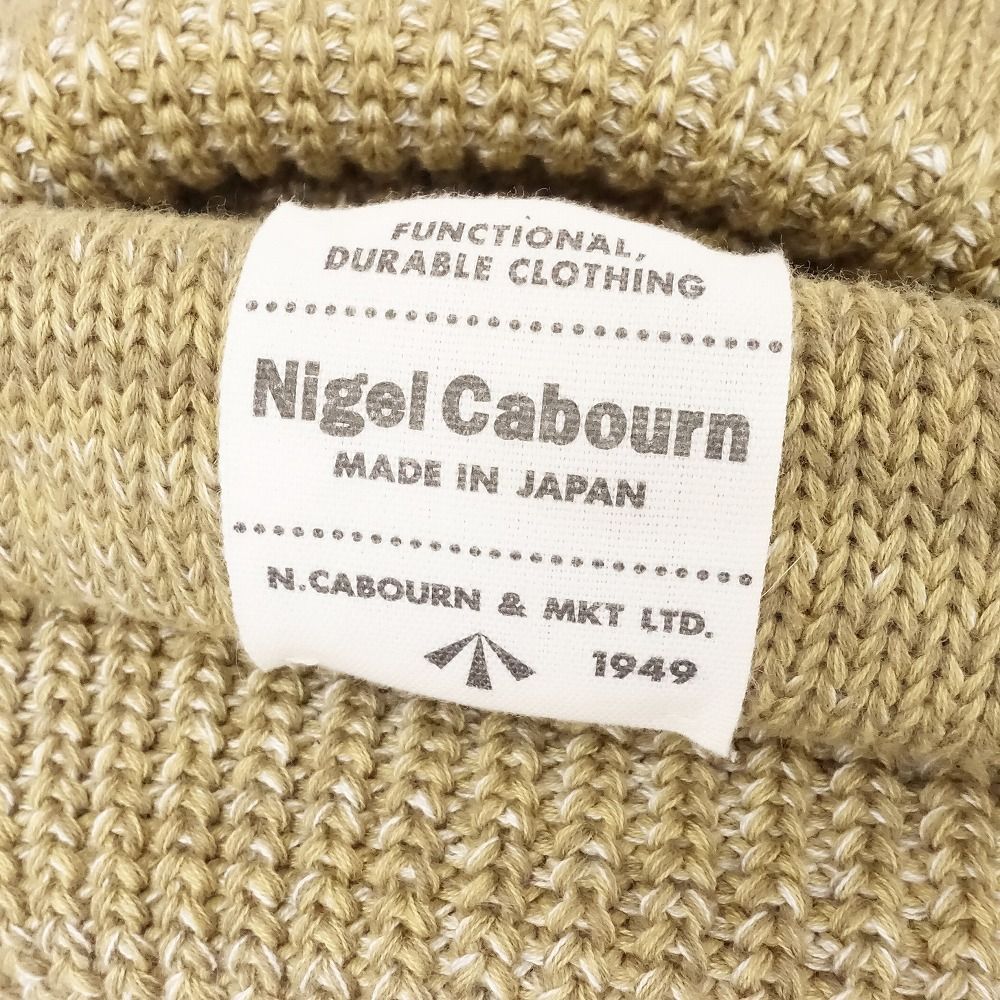 FUNCTIONAL,
DURABLE CLOTHING
Nigel Cabourn
MADE IN JAPAN
N.CABOURN & MKT LTD.
1949